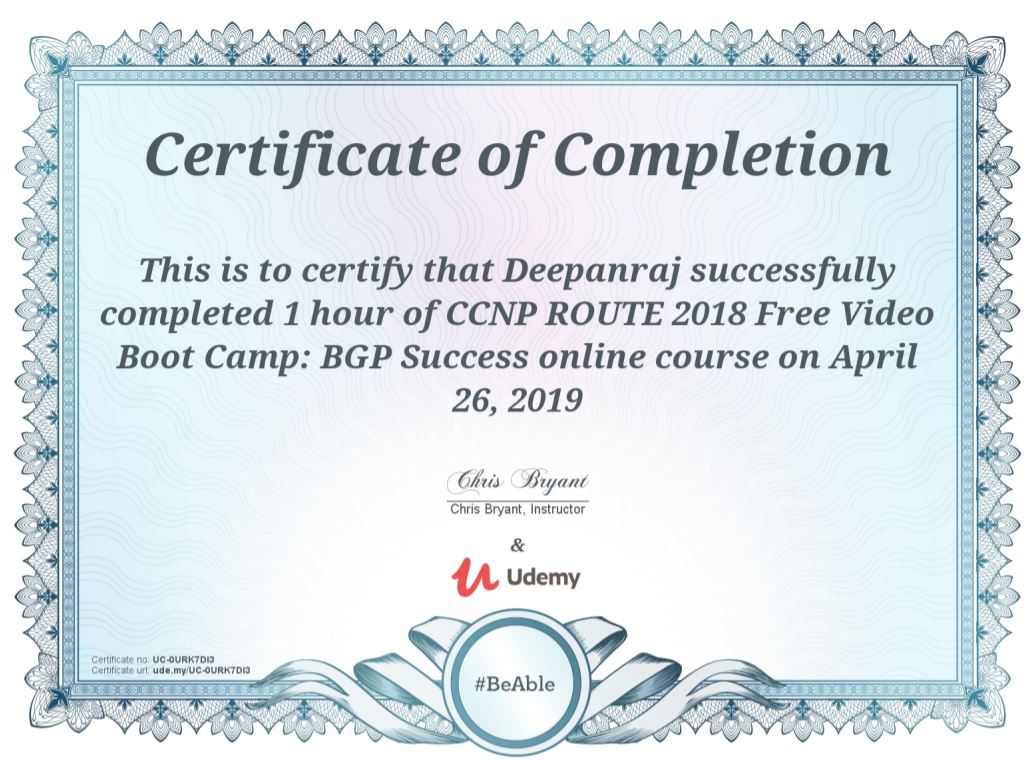 Certificate of Completion
This is to certify that Deepanraj successfully
completed 1 hour of CCNP ROUTE 2018 Free Video
Boot Camp: BGP Success online course on April
26, 2019
Chris Bryant
Chris Bryant, Instructor
&
Udemy
Certificate no: UC-0URK7DI3
Certificate url: ude.my/UC-0URK7DI3
#BeAble